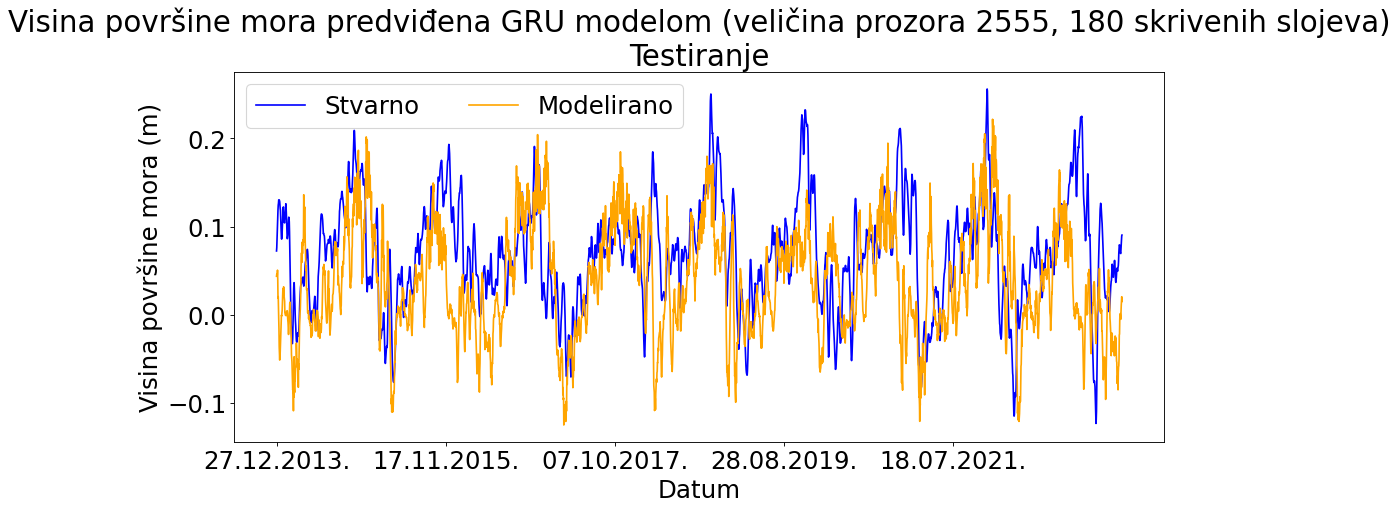 Visina površine mora predviđena GRU modelom (veličina prozora 2555, 180 skrivenih slojeva)
Testiranje
Stvarno
Modelirano
Visina površine mora (m)
0.2
0.1
0.0
−0.1
27.12.2013.
17.11.2015.
07.10.2017.
28.08.2019.
18.07.2021.
Datum